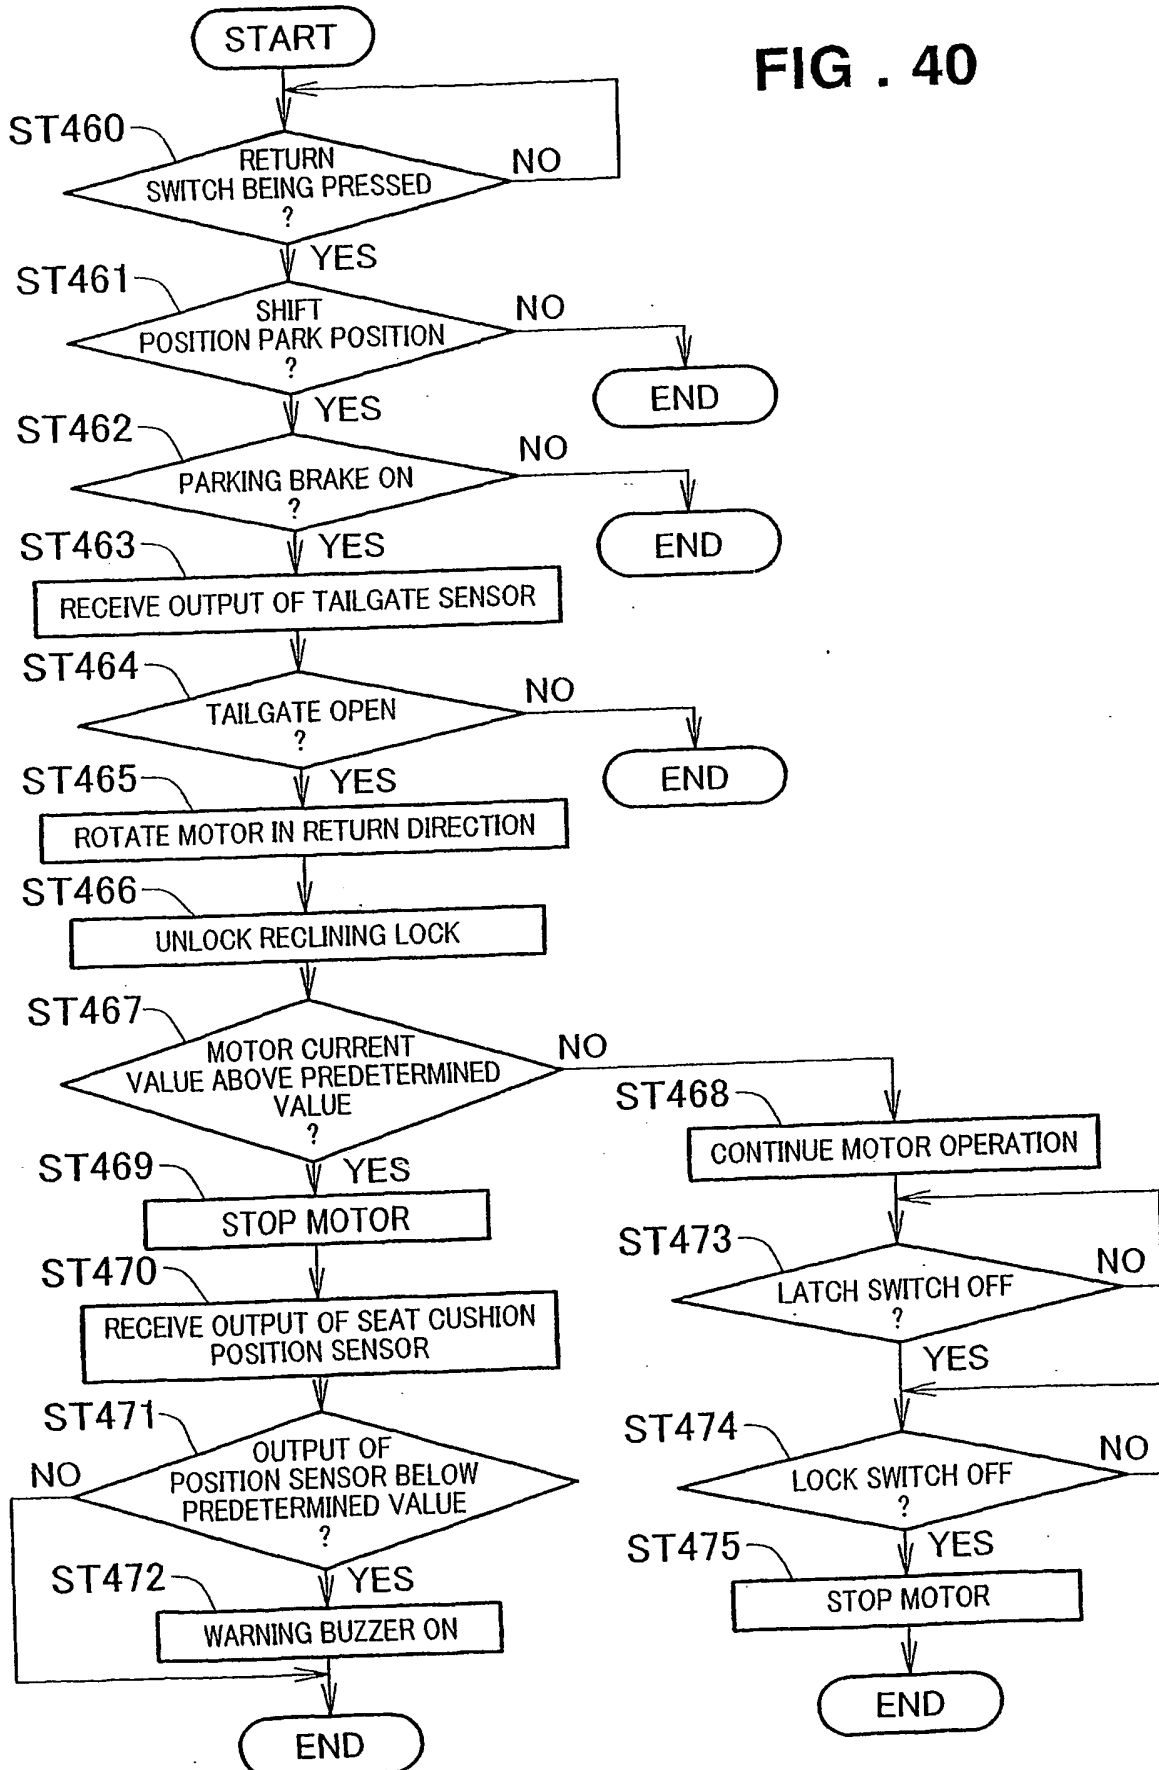 START
FIG . 40
ST460
RETURN
SWITCH BEING PRESSED
?
NO
YES
ST461
SHIFT
POSITION PARK POSITION
?
NO
END
YES
ST462
PARKING BRAKE ON
?
NO
END
YES
ST463
RECEIVE OUTPUT OF TAILGATE SENSOR
ST464
TAILGATE OPEN
?
NO
END
YES
ST465
ROTATE MOTOR IN RETURN DIRECTION
ST466
UNLOCK RECLINING LOCK
ST467
MOTOR CURRENT
VALUE ABOVE PREDETERMINED
VALUE
?
NO
YES
ST469
STOP MOTOR
ST470
RECEIVE OUTPUT OF SEAT CUSHION
POSITION SENSOR
ST471
OUTPUT OF
POSITION SENSOR BELOW
PREDETERMINED VALUE
?
NO
YES
ST472
WARNING BUZZER ON
END
ST468
CONTINUE MOTOR OPERATION
ST473
LATCH SWITCH OFF
?
NO
YES
ST474
LOCK SWITCH OFF
?
NO
YES
ST475
STOP MOTOR
END